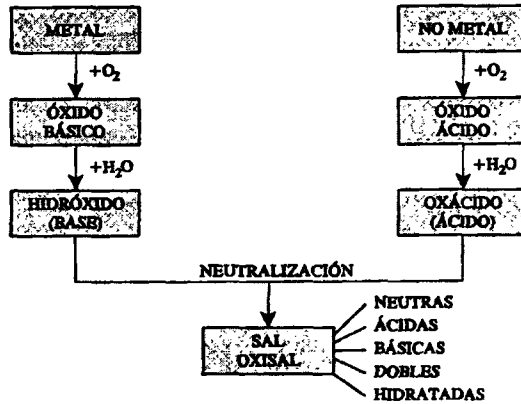 METAL
NO METAL
+O₂
+O₂
ÓXIDO
BÁSICO
ÓXIDO
ÁCIDO
+H₂O
+H₂O
HIDRÓXIDO
(BASE)
OXÁCIDO
(ÁCIDO)
NEUTRALIZACIÓN
SAL
OXISAL
NEUTRAS
ÁCIDAS
BÁSICAS
DOBLES
HIDRATADAS